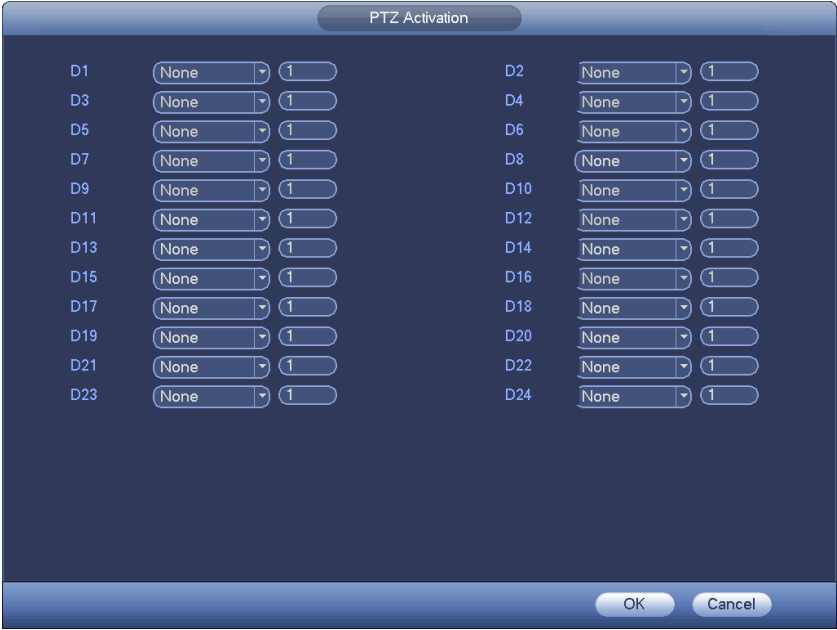 PTZ Activation
D1 None 1 D2 None 1
D3 None 1 D4 None 1
D5 None 1 D6 None 1
D7 None 1 D8 None 1
D9 None 1 D10 None 1
D11 None 1 D12 None 1
D13 None 1 D14 None 1
D15 None 1 D16 None 1
D17 None 1 D18 None 1
D19 None 1 D20 None 1
D21 None 1 D22 None 1
D23 None 1 D24 None 1
OK Cancel